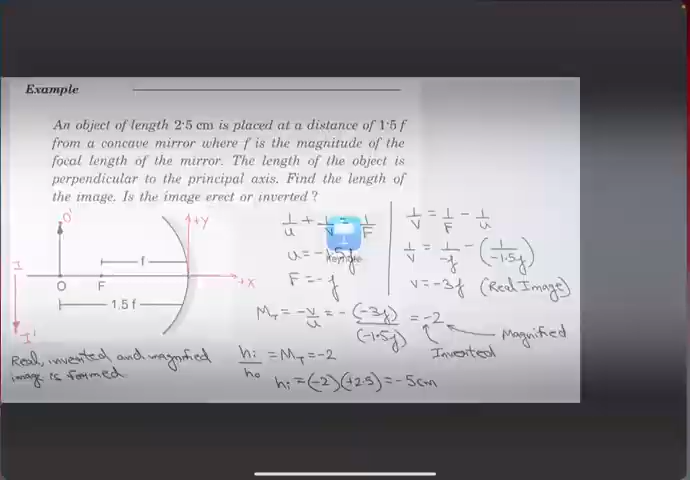 Example
An object of length 2·5 cm is placed at a distance of 1·5 f
from a concave mirror where f is the magnitude of the
focal length of the mirror. The length of the object is
perpendicular to the principal axis. Find the length of
the image. Is the image erect or inverted ?
O'
+Y
f
I
O
F
+X
1.5 f
I'
1/u + 1/v = 1/F
u = -1.5f
F = -f
1/v = 1/F - 1/u
1/v = 1/-f - (1/-1.5f)
v = -3f (Real Image)
M_T = -v/u = - (-3f)/(-1.5f) = -2
Magnified
Inverted
Real, inverted and magnified
image is formed
hi/ho = M_T = -2
hi = (-2)(+2.5) = -5cm